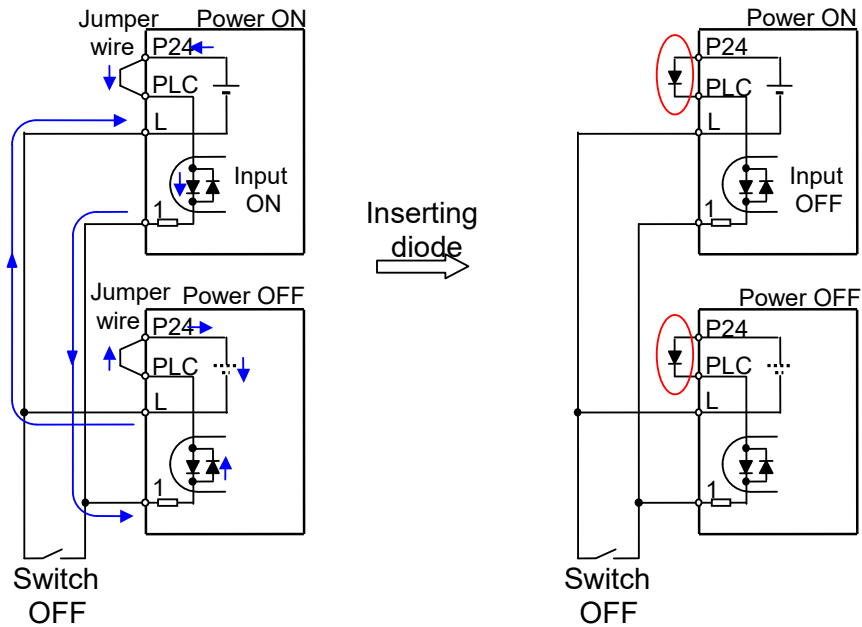 Jumper
wire
Power ON
P24
PLC
L
Input
ON
1
Jumper
wire
Power OFF
P24
PLC
L
1
Switch
OFF
Inserting
diode
Power ON
P24
PLC
L
Input
OFF
1
Power OFF
P24
PLC
L
1
Switch
OFF